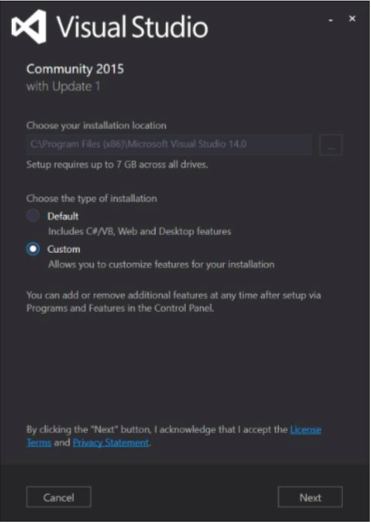 Visual Studio
Community 2015
with Update 1
Choose your installation location
C:\Program Files (x86)\Microsoft Visual Studio 14.0
...
Setup requires up to 7 GB across all drives.
Choose the type of installation
Default
Includes C#/VB, Web and Desktop features
Custom
Allows you to customize features for your installation
You can add or remove additional features at any time after setup via
Programs and Features in the Control Panel.
By clicking the "Next" button, I acknowledge that I accept the License
Terms and Privacy Statement.
Cancel
Next